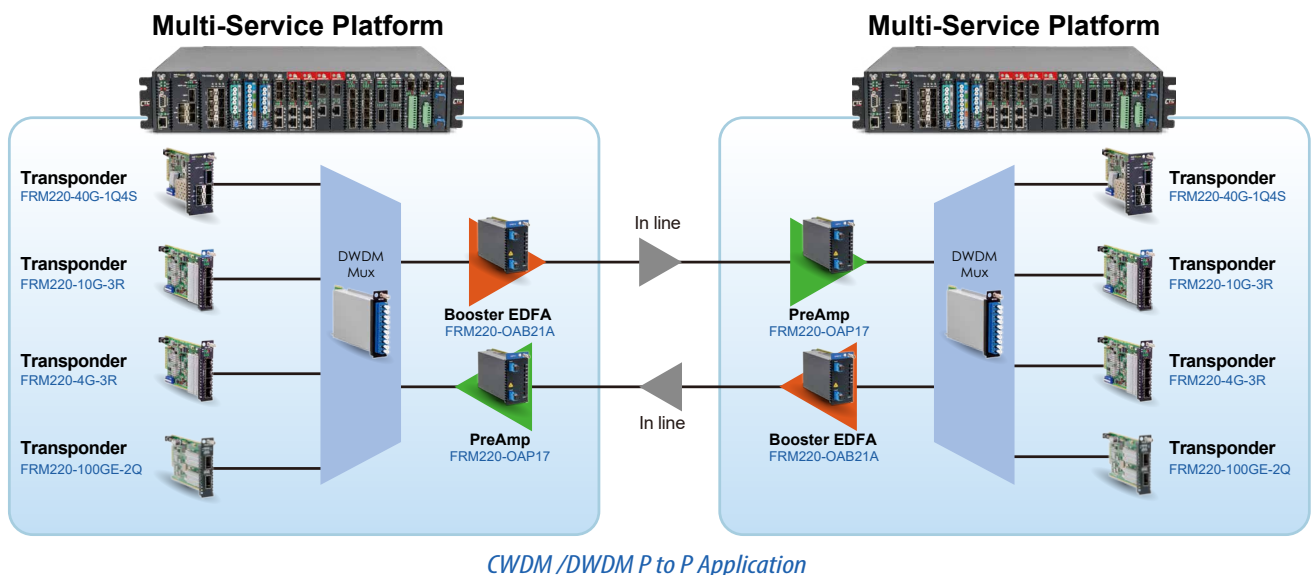 Multi-Service Platform
Multi-Service Platform
Transponder
FRM220-40G-1Q4S
Transponder
FRM220-10G-3R
Transponder
FRM220-4G-3R
Transponder
FRM220-100GE-2Q
DWDM
Mux
Booster EDFA
FRM220-OAB21A
PreAmp
FRM220-OAP17
In line
In line
PreAmp
FRM220-OAP17
Booster EDFA
FRM220-OAB21A
DWDM
Mux
Transponder
FRM220-40G-1Q4S
Transponder
FRM220-10G-3R
Transponder
FRM220-4G-3R
Transponder
FRM220-100GE-2Q
CWDM /DWDM P to P Application